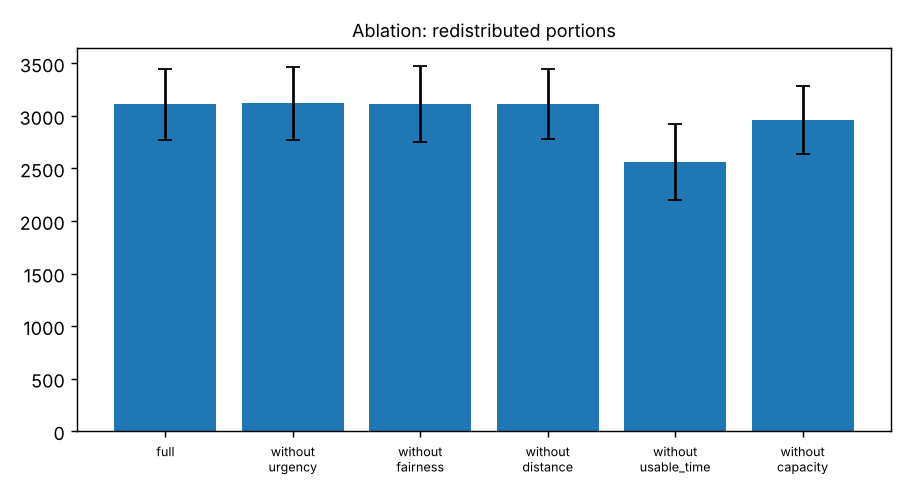 Ablation: redistributed portions
3500
3000
2500
2000
1500
1000
500
0
full
without
urgency
without
fairness
without
distance
without
usable_time
without
capacity